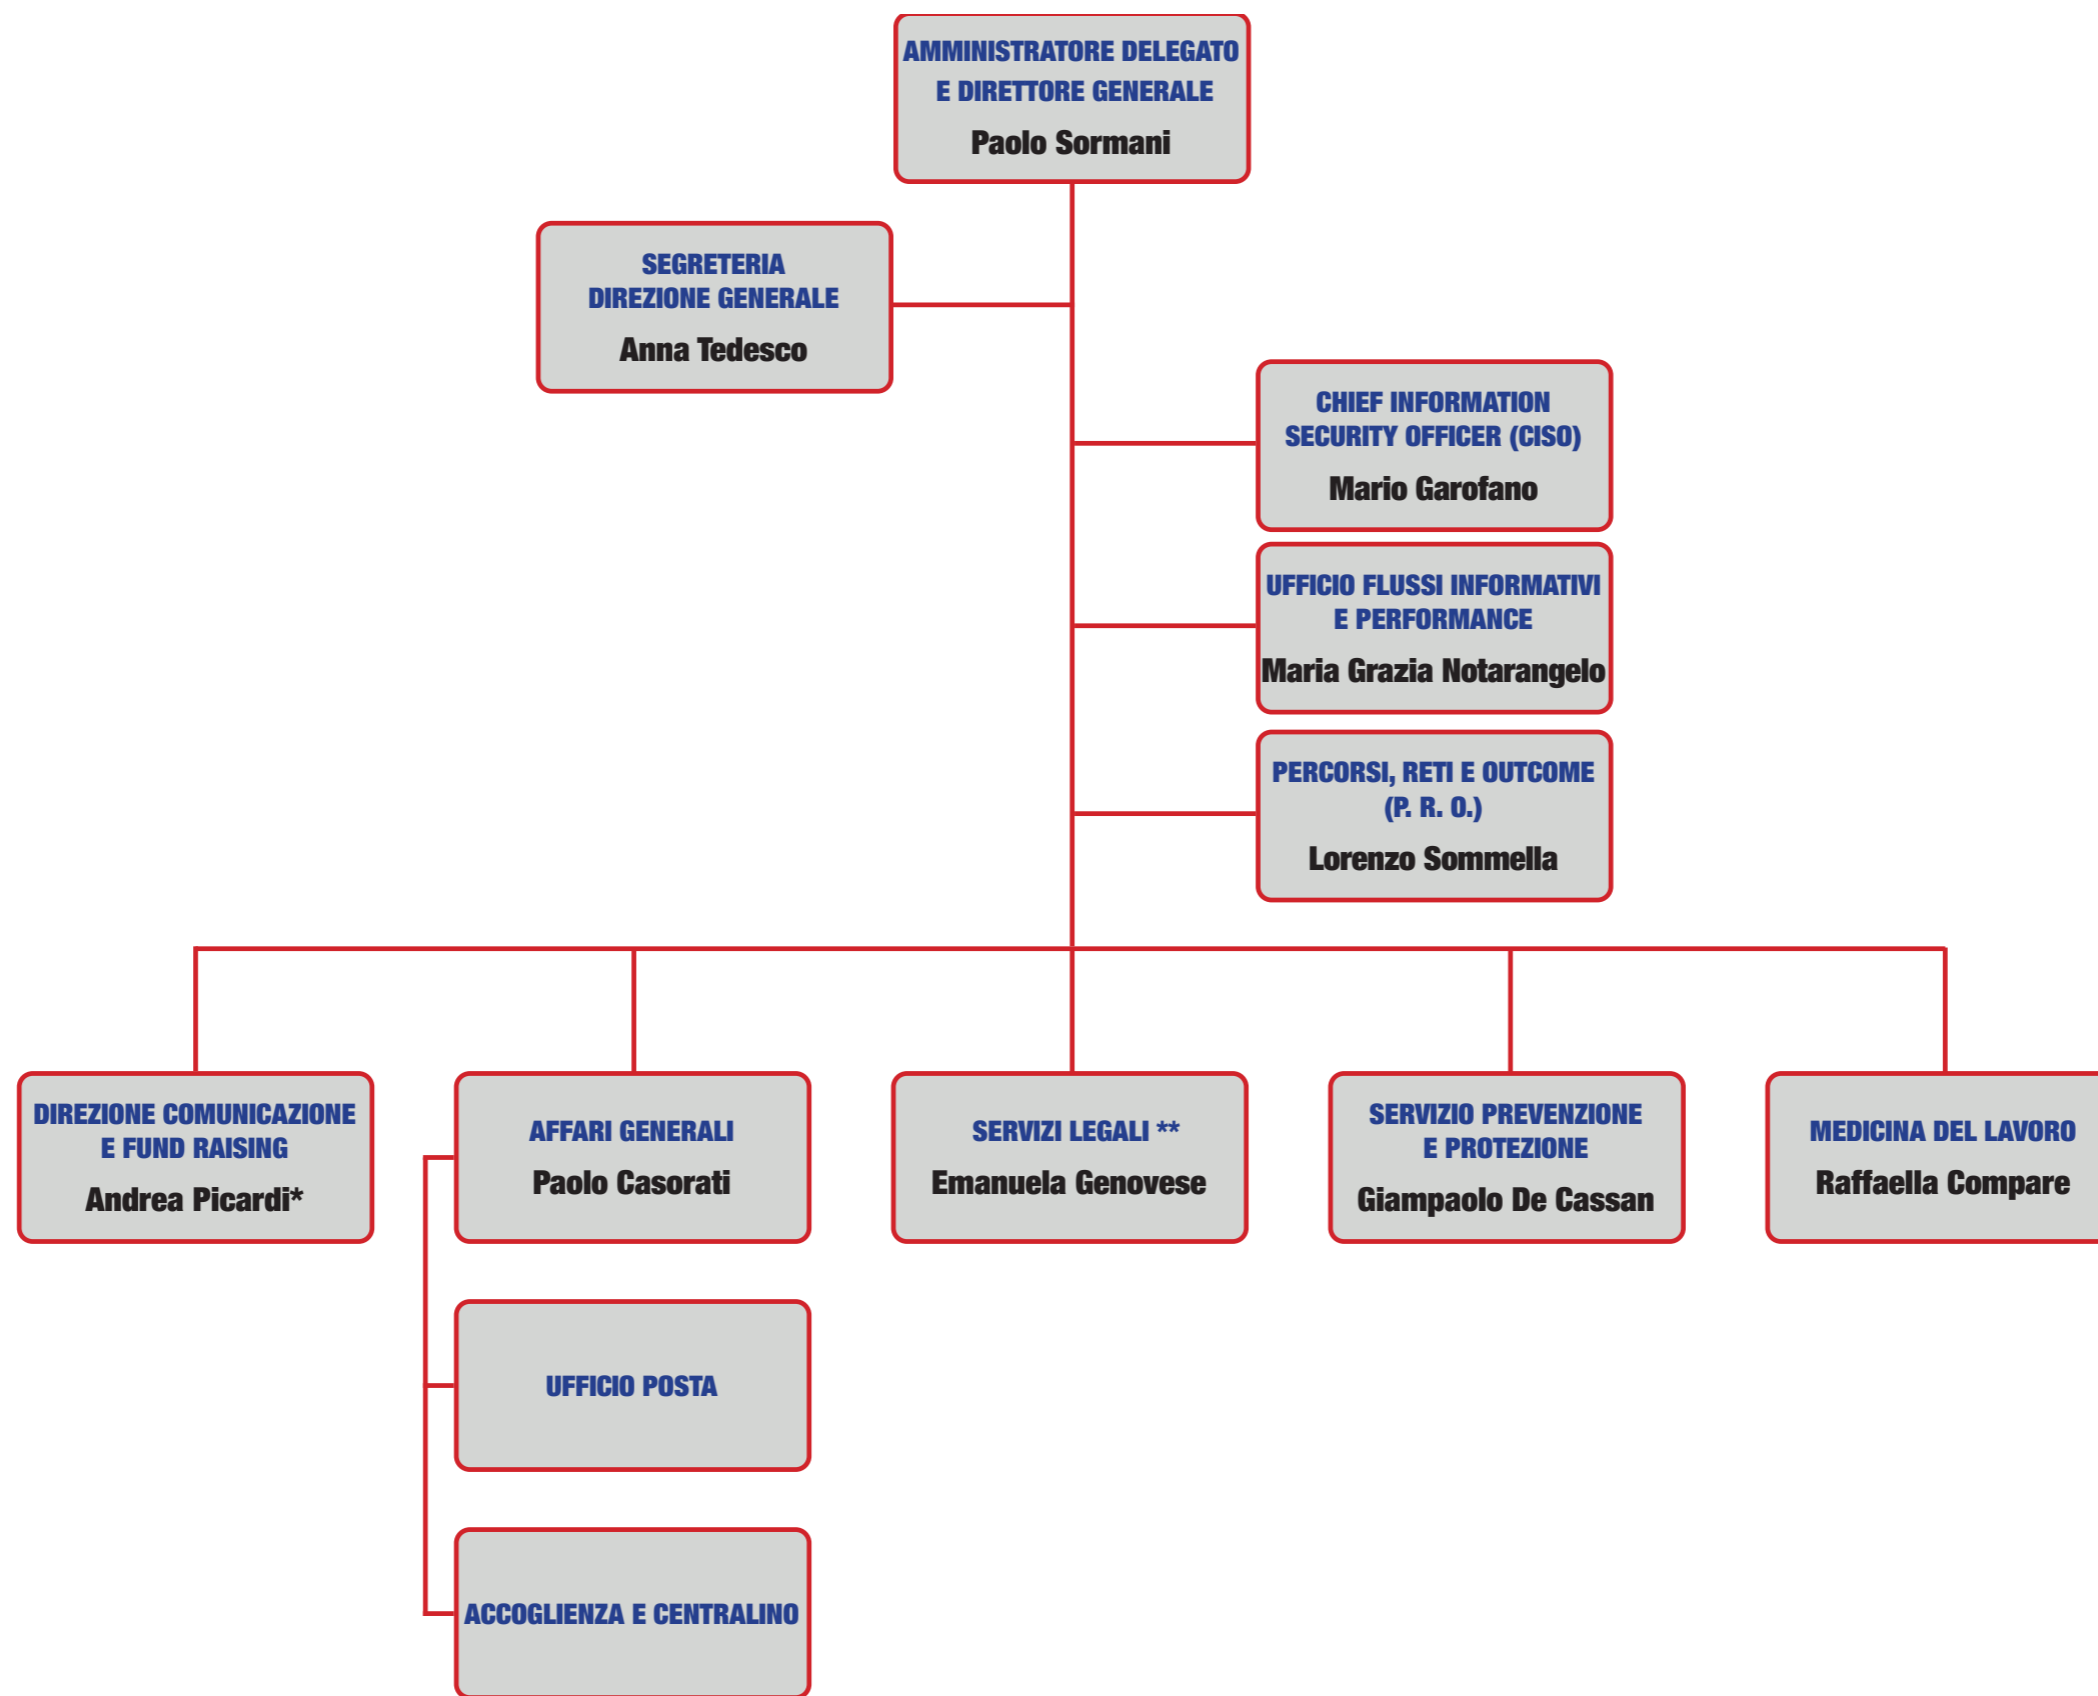 AMMINISTRATORE DELEGATO
E DIRETTORE GENERALE
Paolo Sormani
SEGRETERIA
DIREZIONE GENERALE
Anna Tedesco
CHIEF INFORMATION
SECURITY OFFICER (CISO)
Mario Garofano
UFFICIO FLUSSI INFORMATIVI
E PERFORMANCE
Maria Grazia Notarangelo
PERCORSI, RETI E OUTCOME
(P. R. O.)
Lorenzo Sommella
DIREZIONE COMUNICAZIONE
E FUND RAISING
Andrea Picardi*
AFFARI GENERALI
Paolo Casorati
SERVIZI LEGALI **
Emanuela Genovese
SERVIZIO PREVENZIONE
E PROTEZIONE
Giampaolo De Cassan
MEDICINA DEL LAVORO
Raffaella Compare
UFFICIO POSTA
ACCOGLIENZA E CENTRALINO